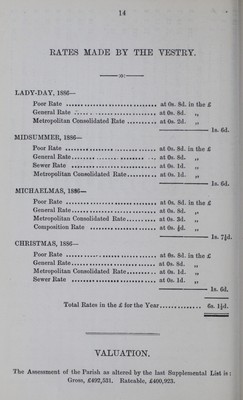 14
RATES MADE BY THE VESTRY.
LADY-DAY, 1886—
Poor Rate ............................ at 0s. 8d. in the £
General Rate ......................... at 0s. 8d. „
Metropolitan Consolidated Rate .......... at 0s. 2d. „
1s. 6d.
MIDSUMMER, 1886—
Poor Rate ............................ at 0s. 8d. in the £
General Rate ......................... at 0s. 8d. „
Sewer Rate ........................... at 0s. 1d. „
Metropolitan Consolidated Rate .......... at 0s. 1d. „
1s. 6d.
MICHAELMAS, 1886—
Poor Rate ............................ at 0s. 8d. in the £
General Rate ......................... at 0s. 8d. „
Metropolitan Consolidated Rate .......... at 0s. 3d. „
Composition Rate ..................... at 0s. ½d. „
1s. 7½d.
CHRISTMAS, 1886—
Poor Rate ............................ at 0s. 8d. in the £
General Rate ......................... at 0s. 8d. „
Metropolitan Consolidated Rate .......... at 0s. 1d. „
Sewer Rate ........................... at 0s. 1d. „
1s. 6d.
Total Rates in the £ for the Year .............. 6s. 1½d.
VALUATION.
The Assessment of the Parish as altered by the last Supplemental List is:
Gross, £492,531. Rateable, £400,923.